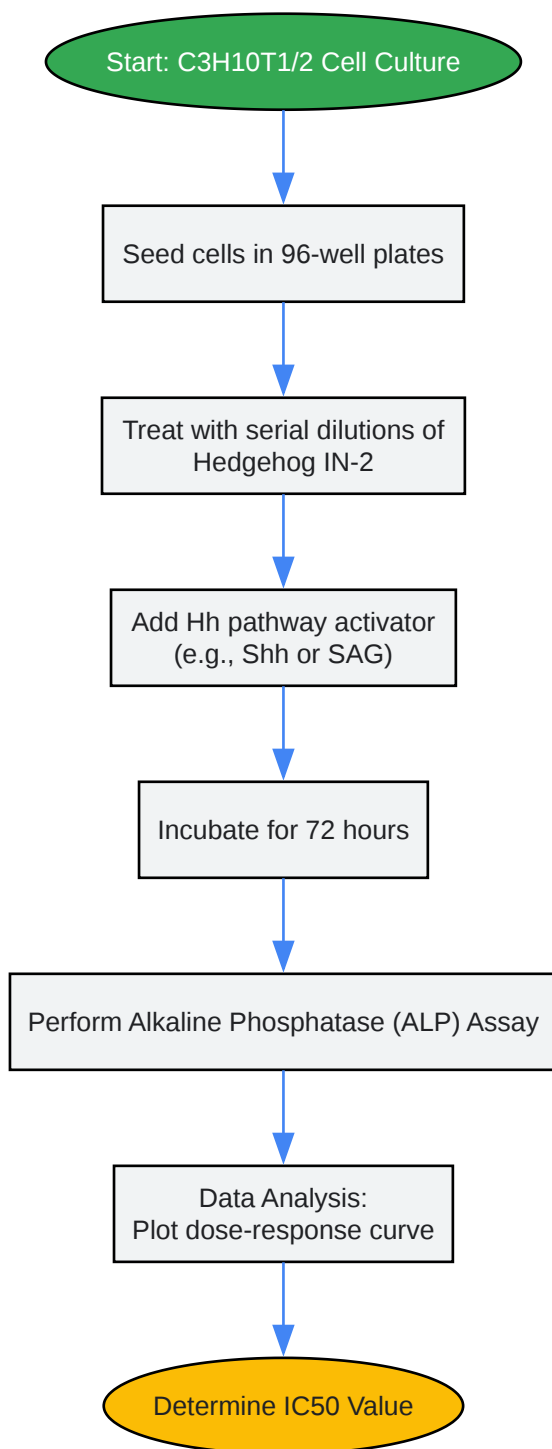 Start: C3H10T1/2 Cell Culture
Seed cells in 96-well plates
Treat with serial dilutions of
Hedgehog IN-2
Add Hh pathway activator
(e.g., Shh or SAG)
Incubate for 72 hours
Perform Alkaline Phosphatase (ALP) Assay
Data Analysis:
Plot dose-response curve
Determine IC50 Value